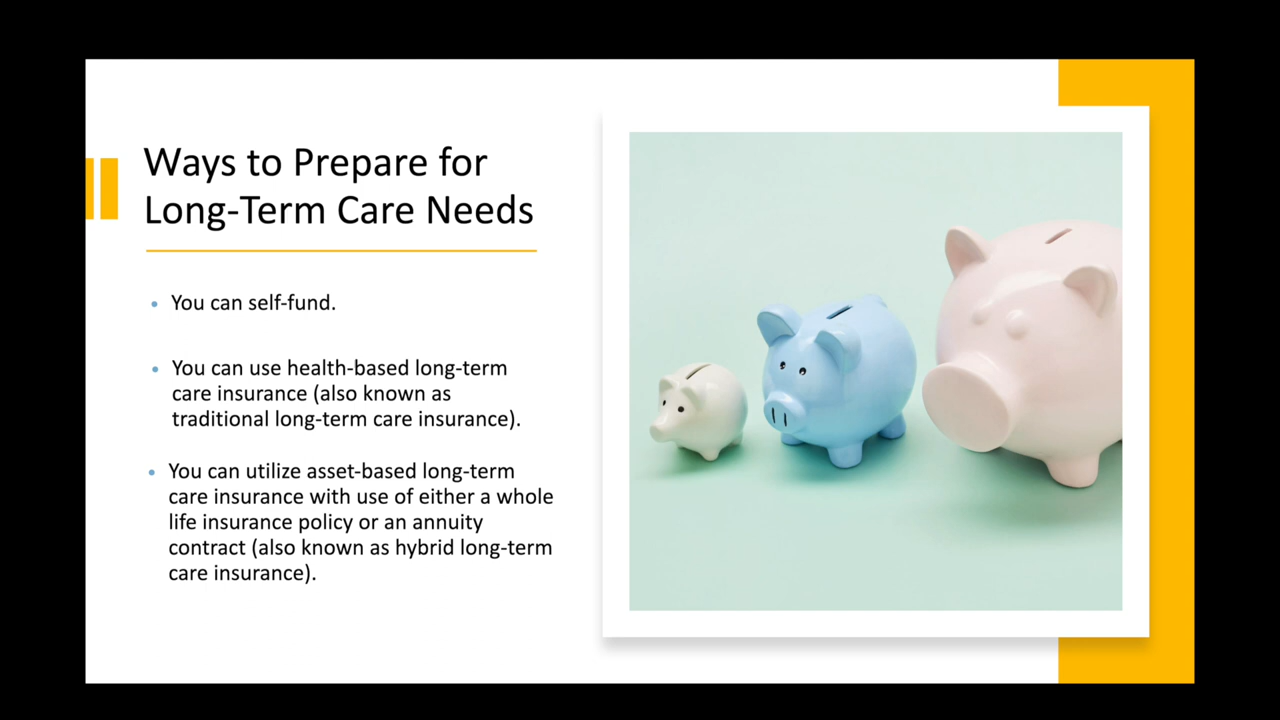 Ways to Prepare for
Long-Term Care Needs
• You can self-fund.
• You can use health-based long-term
care insurance (also known as
traditional long-term care insurance).
• You can utilize asset-based long-term
care insurance with use of either a whole
life insurance policy or an annuity
contract (also known as hybrid long-term
care insurance).